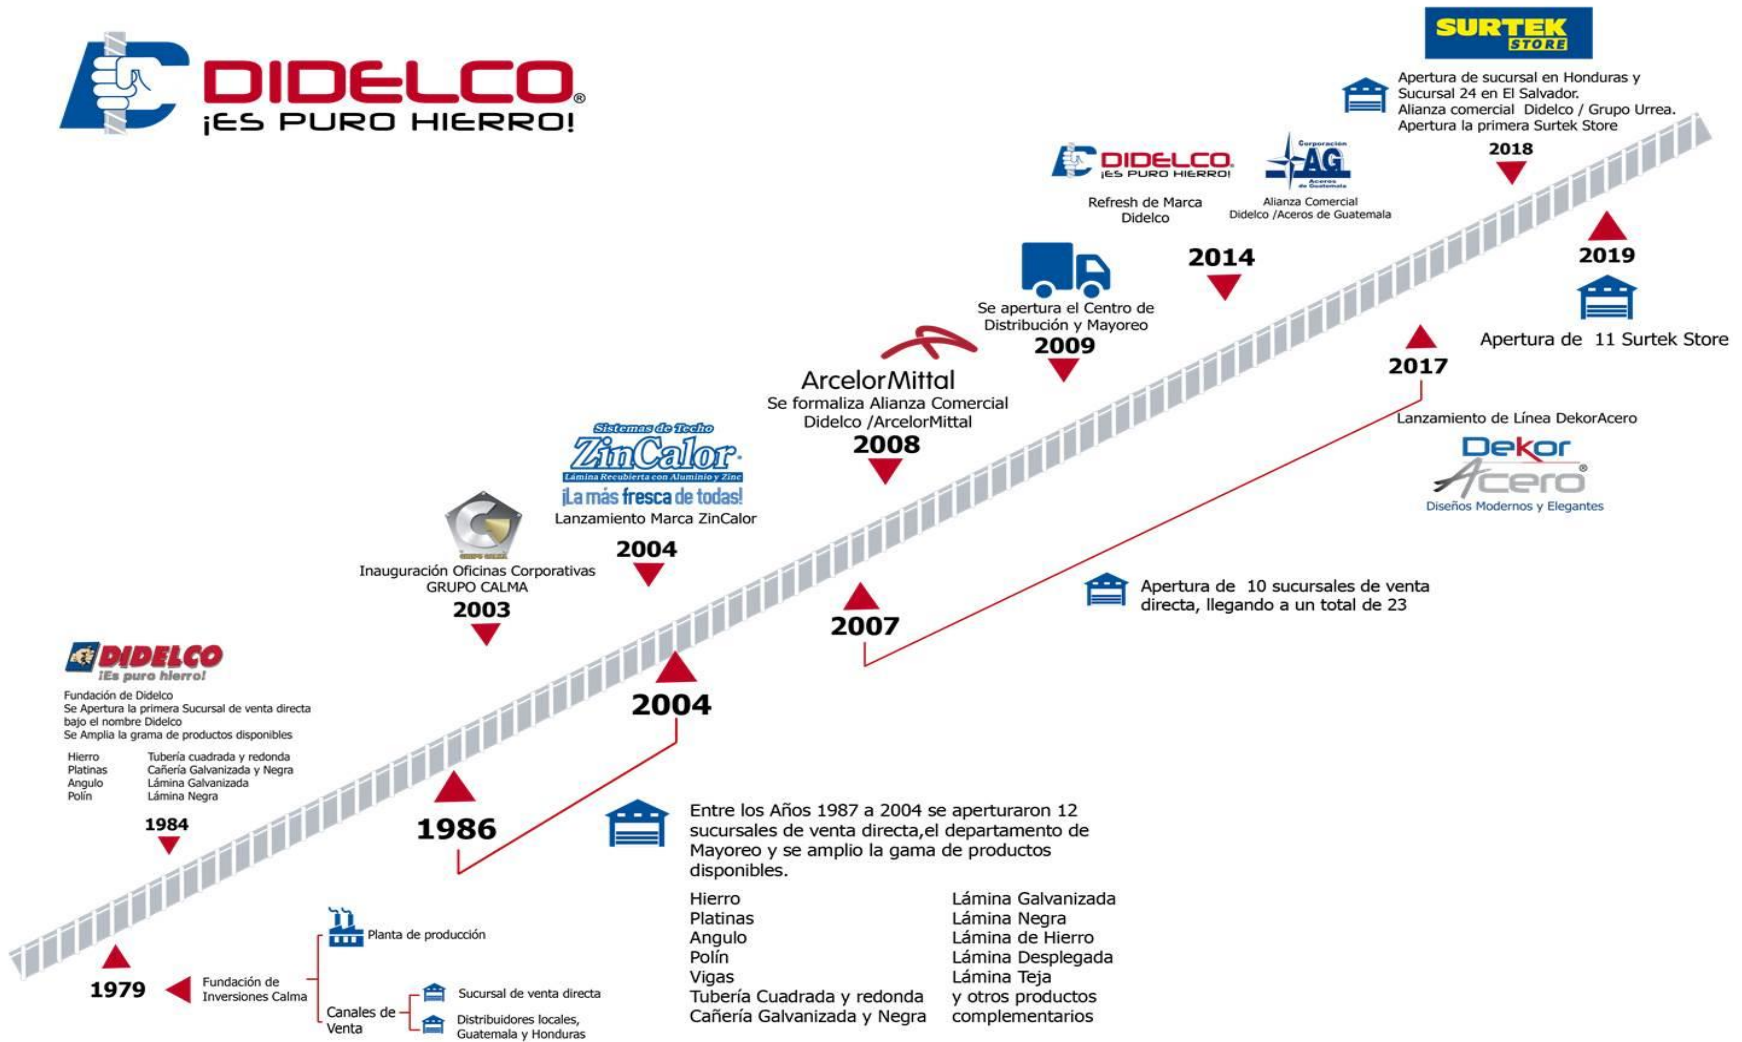 DIDELCO®
¡ES PURO HIERRO!
SURTEK
STORE
Apertura de sucursal en Honduras y
Sucursal 24 en El Salvador.
Alianza comercial Didelco / Grupo Urrea.
Apertura la primera Surtek Store
2018
DIDELCO®
¡ES PURO HIERRO!
Refresh de Marca
Didelco
Corporación
AG
Aceros
de Guatemala
Alianza Comercial
Didelco /Aceros de Guatemala
2014
2019
Apertura de 11 Surtek Store
Se apertura el Centro de
Distribución y Mayoreo
2009
2017
Lanzamiento de Línea DekorAcero
Dekor
Acero®
Diseños Modernos y Elegantes
ArcelorMittal
Se formaliza Alianza Comercial
Didelco /ArcelorMittal
2008
Sistemas de Techo
ZinCalor
Lámina Recubierta con Aluminio y Zinc
¡La más fresca de todas!
Lanzamiento Marca ZinCalor
2004
GRUPO CALMA
Inauguración Oficinas Corporativas
GRUPO CALMA
2003
2007
Apertura de 10 sucursales de venta
directa, llegando a un total de 23
DIDELCO
¡Es puro hierro!
Fundación de Didelco
Se Apertura la primera Sucursal de venta directa
bajo el nombre Didelco
Se Amplia la grama de productos disponibles
Hierro Tubería cuadrada y redonda
Platinas Cañería Galvanizada y Negra
Angulo Lámina Galvanizada
Polín Lámina Negra
1984
2004
1986
Entre los Años 1987 a 2004 se aperturaron 12
sucursales de venta directa,el departamento de
Mayoreo y se amplio la gama de productos
disponibles.
Hierro Lámina Galvanizada
Platinas Lámina Negra
Angulo Lámina de Hierro
Polín Lámina Desplegada
Vigas Lámina Teja
Tubería Cuadrada y redonda y otros productos
Cañería Galvanizada y Negra complementarios
1979
Fundación de
Inversiones Calma
Planta de producción
Canales de
Venta
Sucursal de venta directa
Distribuidores locales,
Guatemala y Honduras